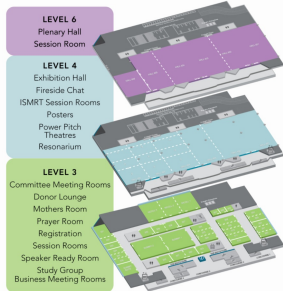 LEVEL 6
Plenary Hall
Session Room
LEVEL 4
Exhibition Hall
Fireside Chat
ISMRT Session Rooms
Posters
Power Pitch
Theatres
Resonarium
LEVEL 3
Committee Meeting Rooms
Donor Lounge
Mothers Room
Prayer Room
Registration
Session Rooms
Speaker Ready Room
Study Group
Business Meeting Rooms